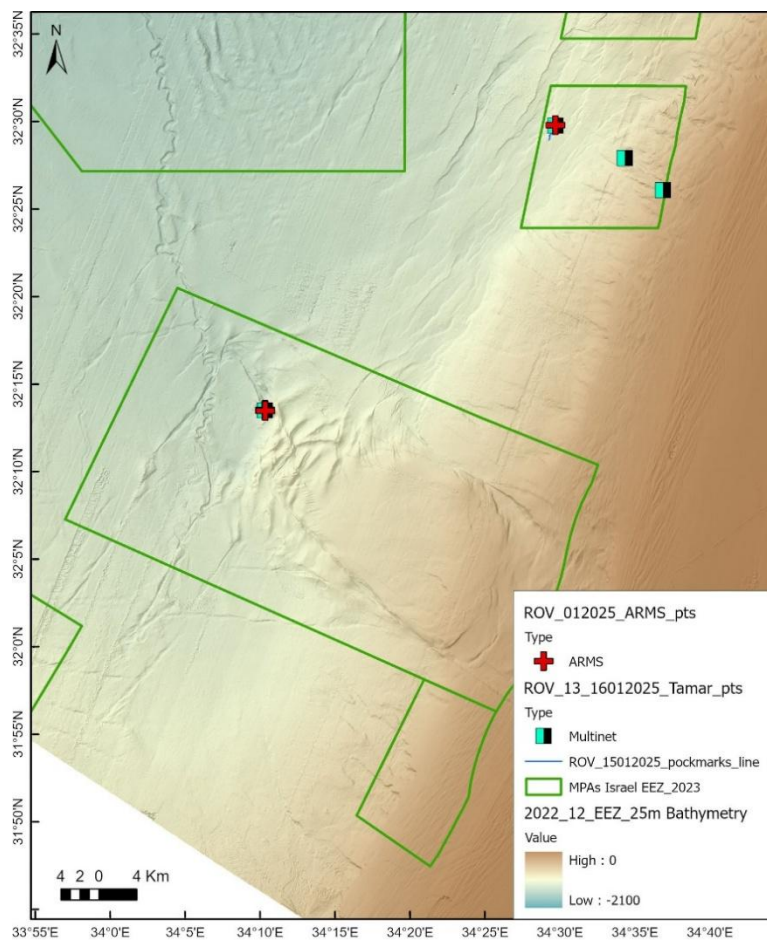 N
32°35'N
32°30'N
32°25'N
32°20'N
32°15'N
32°10'N
32°5'N
32°0'N
31°55'N
31°50'N
ROV_012025_ARMS_pts
Type
ARMS
ROV_13_16012025_Tamar_pts
Type
Multinet
ROV_15012025_pockmarks_line
MPAs Israel EEZ_2023
2022_12_EEZ_25m Bathymetry
Value
High : 0
Low : -2100
4 2 0 4 Km
33°55'E 34°0'E 34°5'E 34°10'E 34°20'E 34°25'E 34°30'E 34°35'E 34°40'E